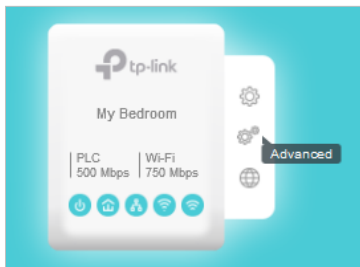 tp-link
My Bedroom
PLC
500 Mbps
Wi-Fi
750 Mbps
Advanced